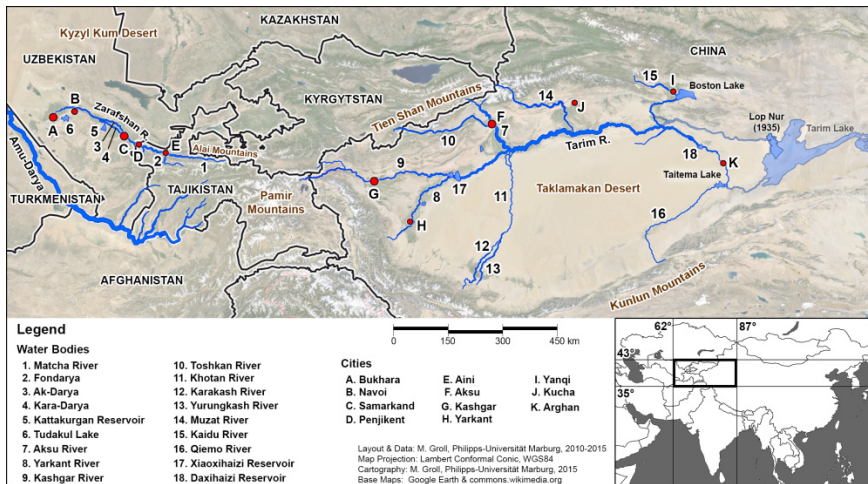 Kyzyl Kum Desert
KAZAKHSTAN
CHINA
UZBEKISTAN
KYRGYTSTAN
Tien Shan Mountains
B
Zarafshan R.
A
6
5
3
4
C
D
E
2
Alai Mountains
1
14
J
15
I
Boston Lake
F
7
10
Lop Nur
(1935)
Tarim Lake
Amu-Darya
TAJIKISTAN
Pamir
Mountains
9
G
17
8
H
Tarim R.
18
K
Taitema Lake
Taklamakan Desert
11
16
TURKMENISTAN
12
13
AFGHANISTAN
Kunlun Mountains
Legend
Water Bodies
1. Matcha River
2. Fondarya
3. Ak-Darya
4. Kara-Darya
5. Kattakurgan Reservoir
6. Tudakul Lake
7. Aksu River
8. Yarkant River
9. Kashgar River
10. Toshkan River
11. Khotan River
12. Karakash River
13. Yurungkash River
14. Muzat River
15. Kaidu River
16. Qiemo River
17. Xiaoxihaizi Reservoir
18. Daxihaizi Reservoir
0 150 300 450 km
Cities
A. Bukhara
B. Navoi
C. Samarkand
D. Penjikent
E. Aini
F. Aksu
G. Kashgar
H. Yarkant
I. Yanqi
J. Kucha
K. Arghan
Layout & Data: M. Groll, Philipps-Universität Marburg, 2010-2015
Map Projection: Lambert Conformal Conic, WGS84
Cartography: M. Groll, Philipps-Universität Marburg, 2015
Base Maps: Google Earth & commons.wikimedia.org
62°
87°
43°
35°